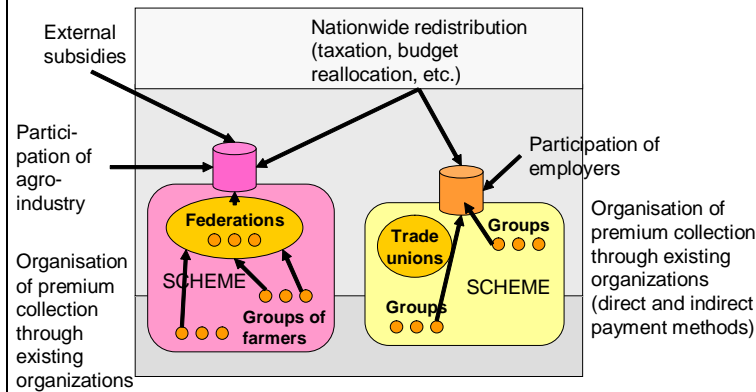 External
subsidies
Nationwide redistribution
(taxation, budget
reallocation, etc.)
Partici-
pation of
agro-
industry
Participation of
employers
Federations
SCHEME
Groups of
farmers
Organisation
of premium
collection
through
existing
organizations
Trade
unions
Groups
Groups
SCHEME
Organisation of
premium collection
through existing
organizations
(direct and indirect
payment methods)